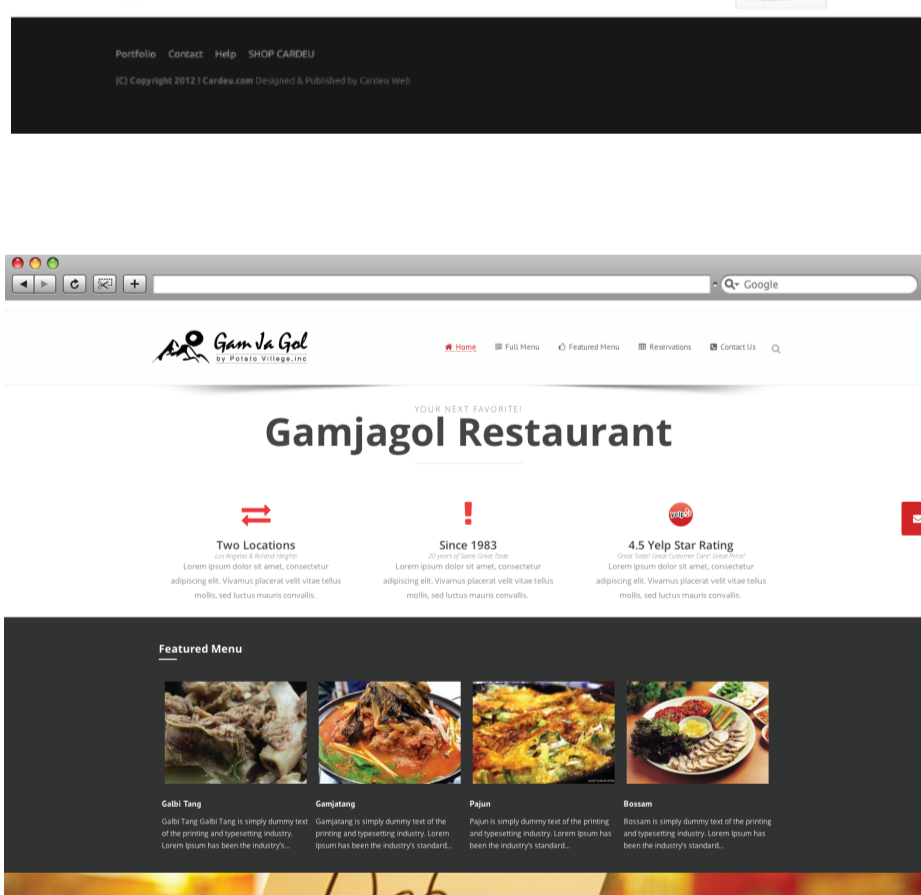 Portfolio Contact Help SHOP CARDEU
(C) Copyright 2012 ! Cardeu.com Designed & Published by Cardeu Web
Google
Gam Ja Gol
by Potato Villege,inc
Home Full Menu Featured Menu Reservations Contact Us
YOUR NEXT FAVORITE!
Gamjagol Restaurant
yelp
Two Locations
Los Angeles & Roland Heights
Lorem ipsum dolor sit amet, consectetur
adipiscing elit. Vivamus placerat velit vitae tellus
mollis, sed luctus mauris convallis.
Since 1983
20 years of Same Great Taste
Lorem ipsum dolor sit amet, consectetur
adipiscing elit. Vivamus placerat velit vitae tellus
mollis, sed luctus mauris convallis.
4.5 Yelp Star Rating
Great Taste! Great Customer Care! Great Price!
Lorem ipsum dolor sit amet, consectetur
adipiscing elit. Vivamus placerat velit vitae tellus
mollis, sed luctus mauris convallis.
Featured Menu
Galbi Tang
Galbi Tang Galbi Tang is simply dummy text
of the printing and typesetting industry.
Lorem Ipsum has been the industry's...
Gamjatang
Gamjatang is simply dummy text of the
printing and typesetting industry. Lorem
Ipsum has been the industry's standard...
Pajun
Pajun is simply dummy text of the printing
and typesetting industry. Lorem Ipsum has
been the industry's standard...
Bossam
Bossam is simply dummy text of the printing
and typesetting industry. Lorem Ipsum has
been the industry's standard...